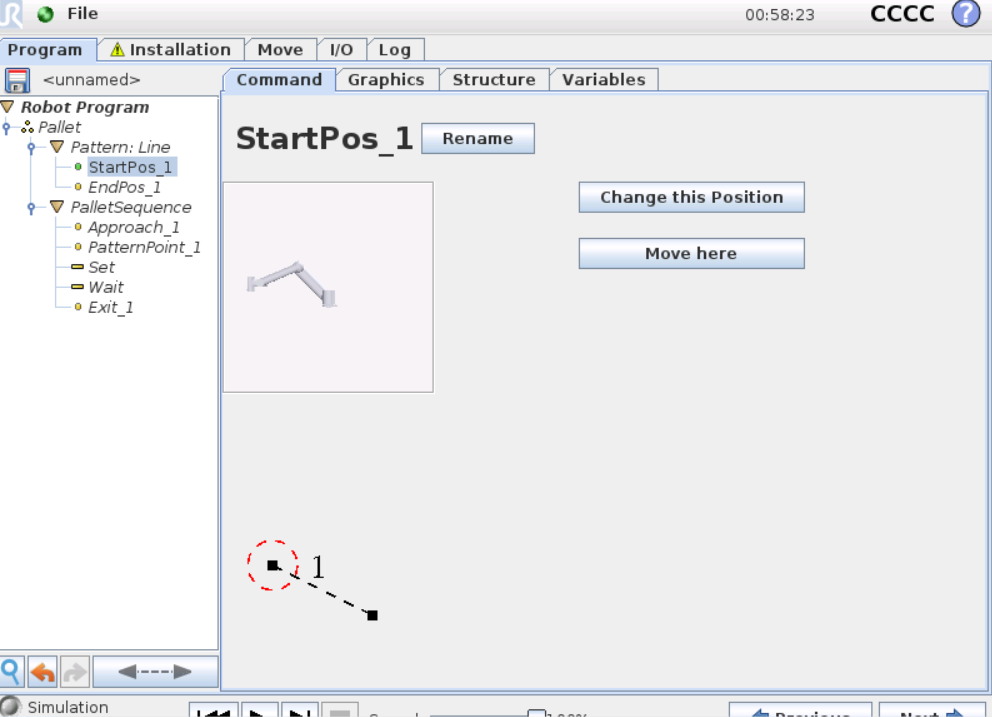 File 00:58:23 CCCC ?
Program Installation Move I/O Log
<unnamed>
Command Graphics Structure Variables
Robot Program
Pallet
Pattern: Line
StartPos_1
EndPos_1
PalletSequence
Approach_1
PatternPoint_1
Set
Wait
Exit_1
StartPos_1 Rename
Change this Position
Move here
1
Simulation
100%
Previous Next